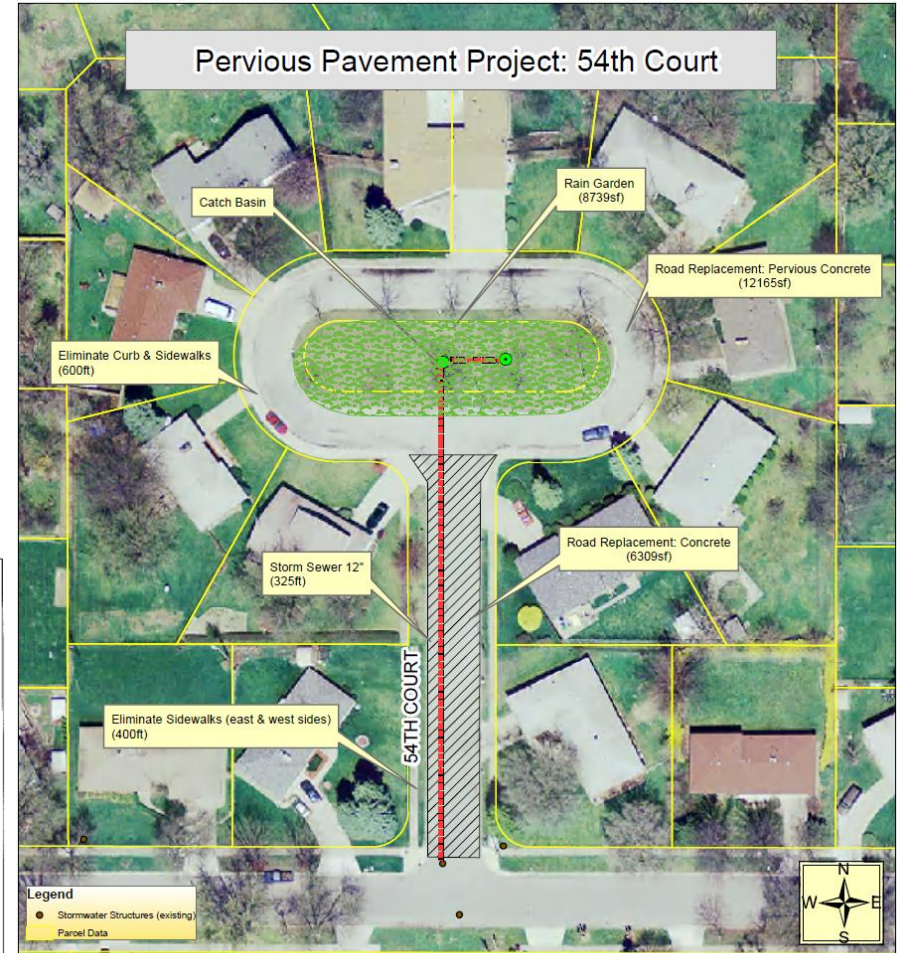 Pervious Pavement Project: 54th Court
Catch Basin
Rain Garden
(8739sf)
Road Replacement: Pervious Concrete
(12165sf)
Eliminate Curb & Sidewalks
(600ft)
Storm Sewer 12"
(325ft)
Road Replacement: Concrete
(6309sf)
54TH COURT
Eliminate Sidewalks (east & west sides)
(400ft)
Legend
Stormwater Structures (existing)
Parcel Data
N
W E
S